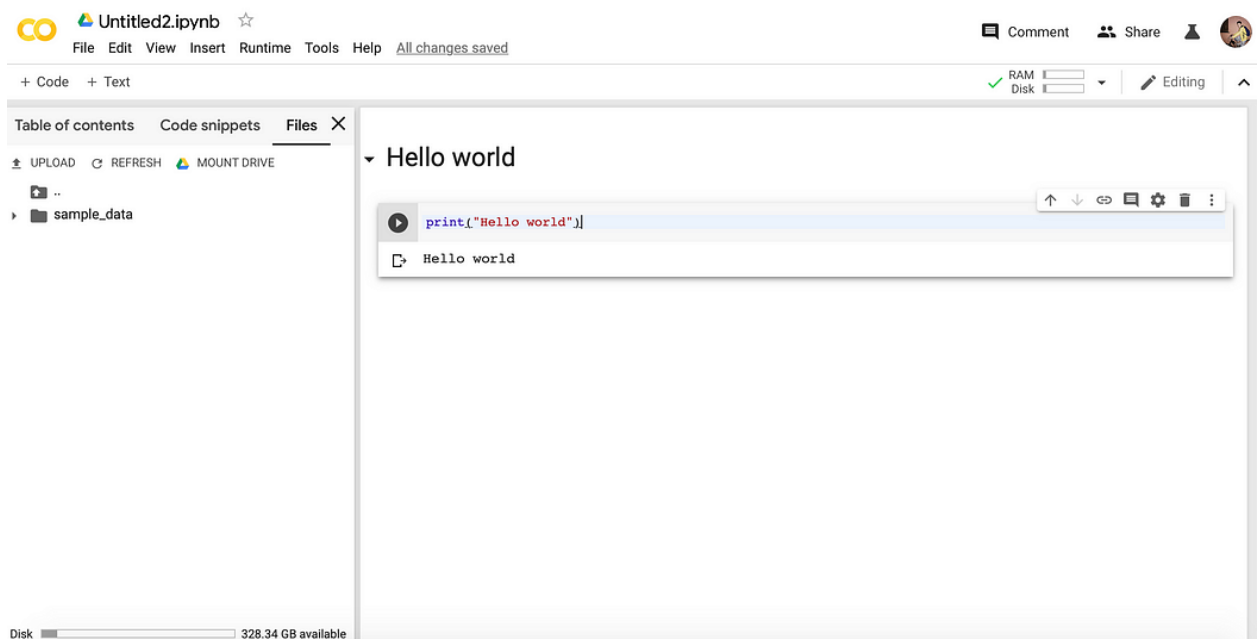 Untitled2.ipynb
File Edit View Insert Runtime Tools Help All changes saved
Comment Share
+ Code + Text
RAM
Disk
Editing
Table of contents Code snippets Files
UPLOAD REFRESH MOUNT DRIVE
..
sample_data
Hello world
print("Hello world")
Hello world
Disk 328.34 GB available